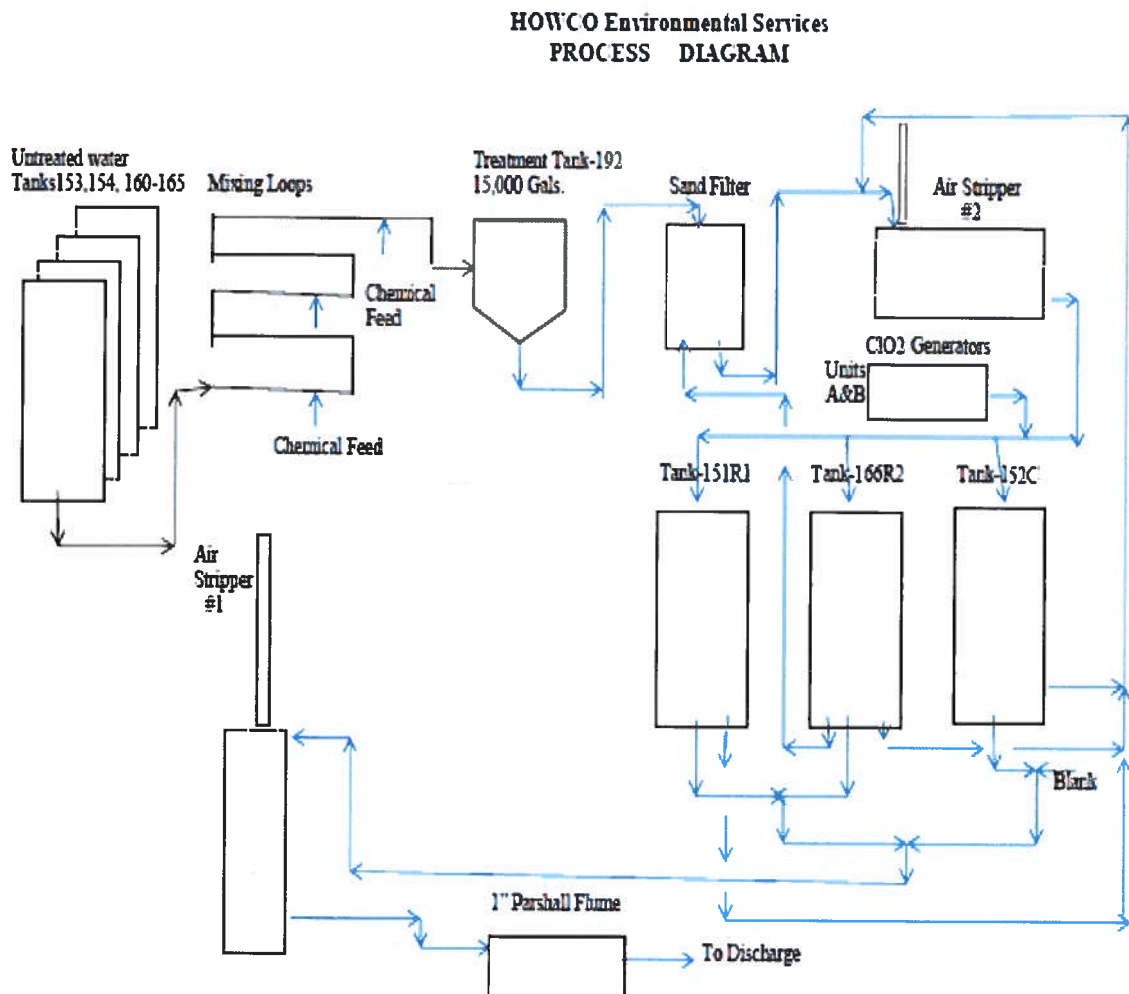 HOWCO Environmental Services
PROCESS DIAGRAM
Untreated water
Tanks153,154, 160-165
Mixing Loops
Treatment Tank-192
15,000 Gals.
Sand Filter
Air Stripper
#2
Chemical
Feed
Chemical Feed
ClO2 Generators
Units
A&B
Tank-151R1
Tank-166R2
Tank-152C
Air
Stripper
#1
Blank
1" Parshall Flume
To Discharge